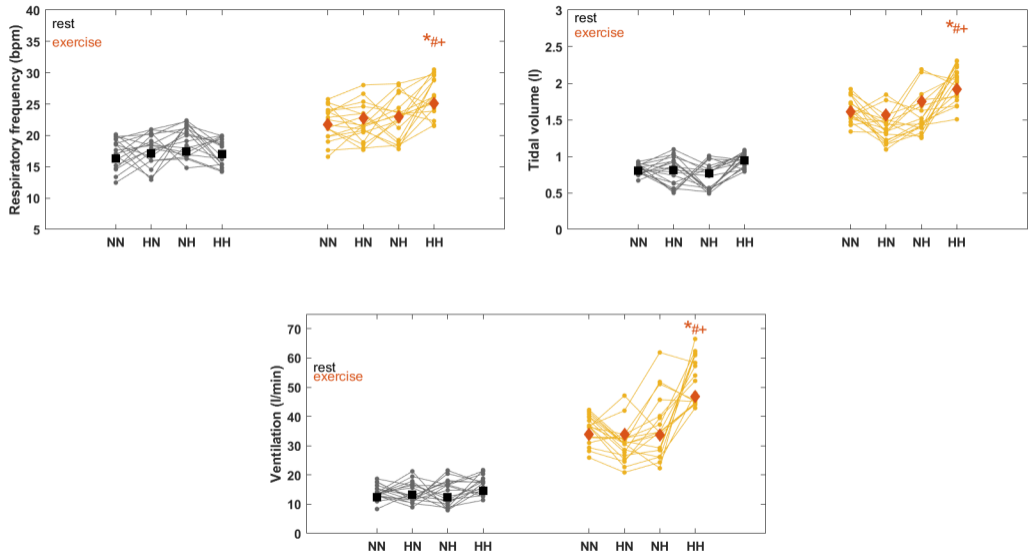 Respiratory frequency (bpm)
40
35
30
25
20
15
10
5
rest
exercise
*#+
NN HN NH HH NN HN NH HH
Tidal volume (l)
3
2.5
2
1.5
1
0.5
0
rest
exercise
*#+
NN HN NH HH NN HN NH HH
Ventilation (l/min)
70
60
50
40
30
20
10
0
rest
exercise
*#+
NN HN NH HH NN HN NH HH